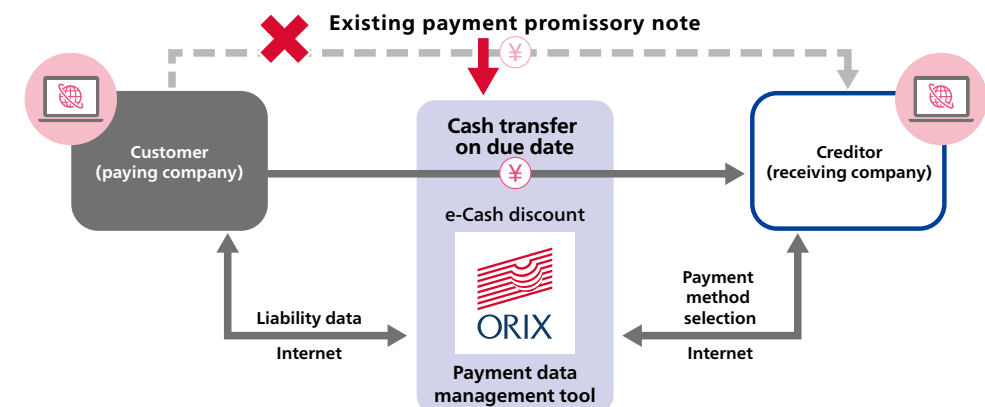 Existing payment promissory note
¥
Customer
(paying company)
Cash transfer
on due date
¥
Creditor
(receiving company)
e-Cash discount
ORIX
Liability data
Internet
Payment
method
selection
Internet
Payment data
management tool